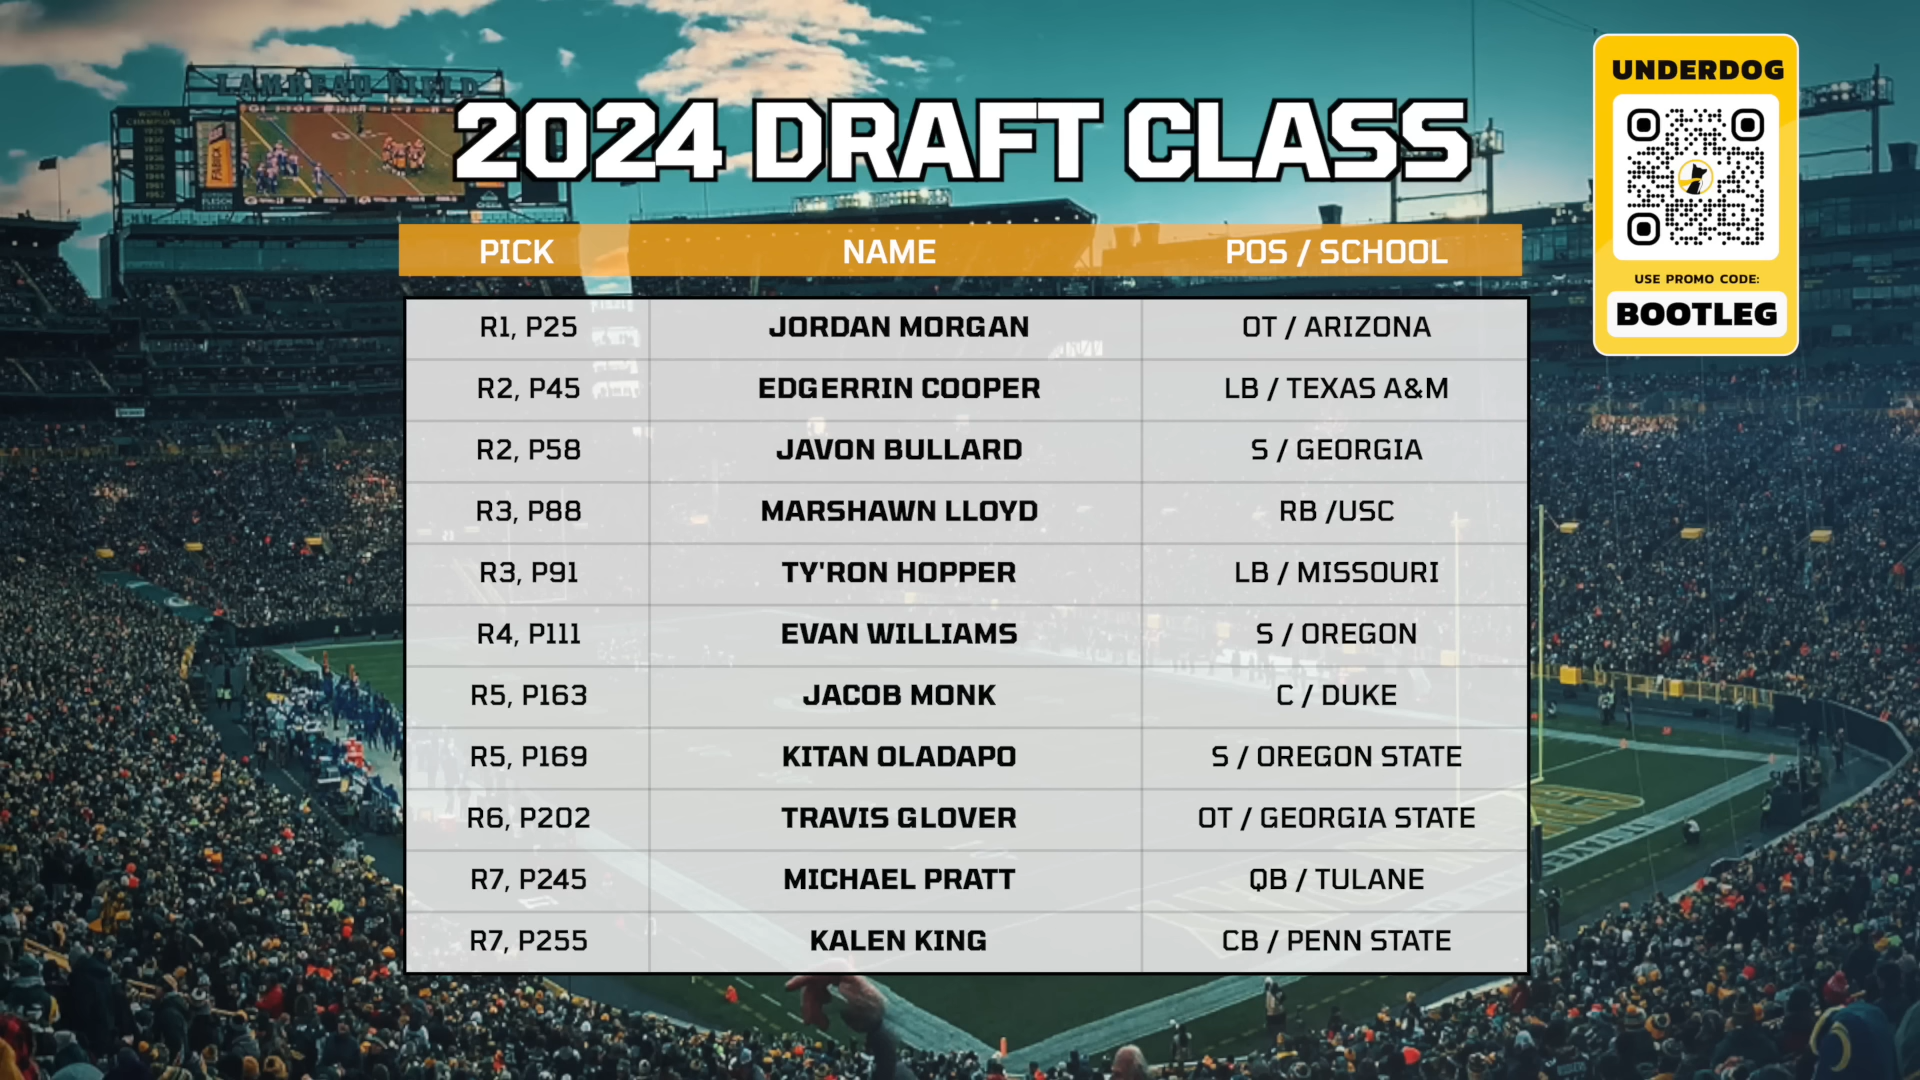 LAMBEAU FIELD
WORLD
CHAMPIONS
2024 DRAFT CLASS
UNDERDOG
USE PROMO CODE:
BOOTLEG
PICK NAME POS / SCHOOL
R1, P25 JORDAN MORGAN OT / ARIZONA
R2, P45 EDGERRIN COOPER LB / TEXAS A&M
R2, P58 JAVON BULLARD S / GEORGIA
R3, P88 MARSHAWN LLOYD RB /USC
R3, P91 TY'RON HOPPER LB / MISSOURI
R4, P111 EVAN WILLIAMS S / OREGON
R5, P163 JACOB MONK C / DUKE
R5, P169 KITAN OLADAPO S / OREGON STATE
R6, P202 TRAVIS GLOVER OT / GEORGIA STATE
R7, P245 MICHAEL PRATT QB / TULANE
R7, P255 KALEN KING CB / PENN STATE